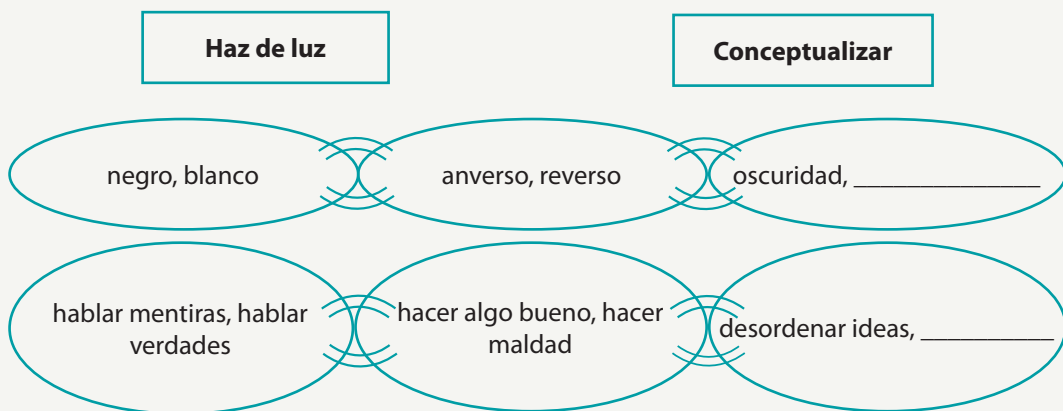 Haz de luz
Conceptualizar
negro, blanco
anverso, reverso
oscuridad, _______________
hablar mentiras, hablar
verdades
hacer algo bueno, hacer
maldad
desordenar ideas, ___________